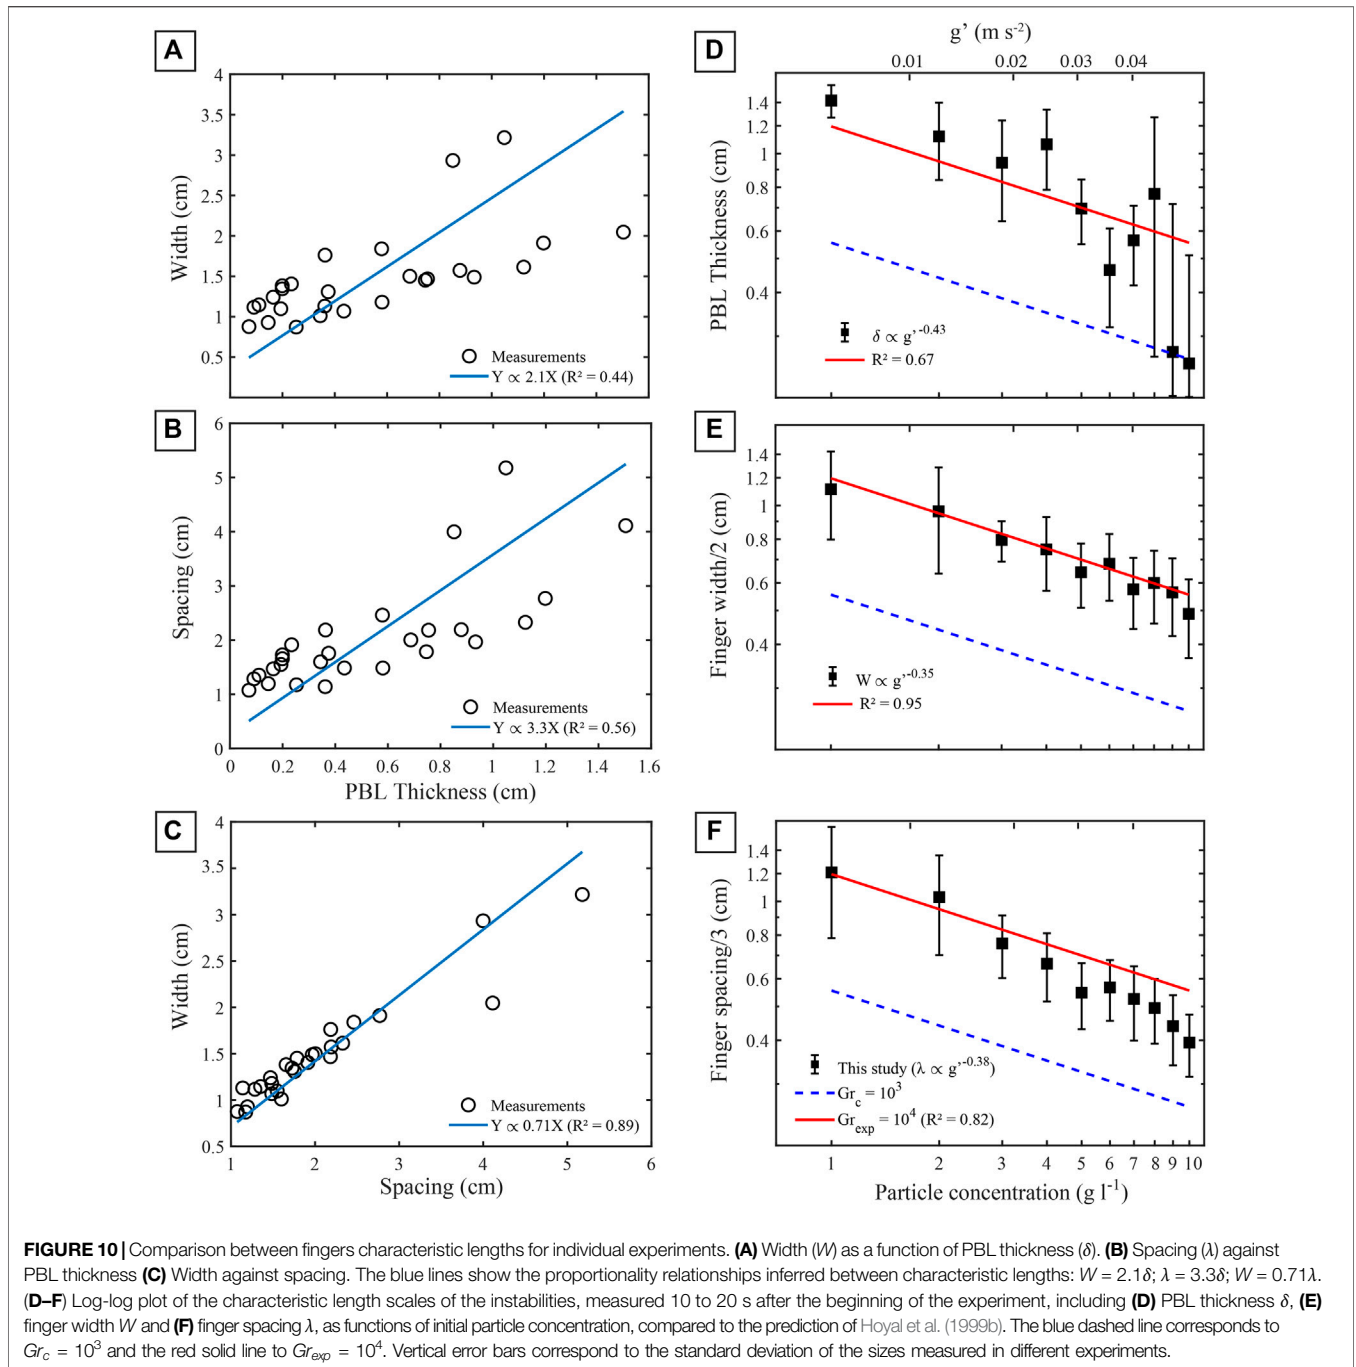 A
4
3.5
3
2.5
2
1.5
1
0.5
Width (cm)
Measurements
Y ∝ 2.1X (R² = 0.44)
B
6
5
4
3
2
1
0
Spacing (cm)
Measurements
Y ∝ 3.3X (R² = 0.56)
0 0.2 0.4 0.6 0.8 1 1.2 1.4 1.6
PBL Thickness (cm)
C
4
3.5
3
2.5
2
1.5
1
0.5
Width (cm)
Measurements
Y ∝ 0.71X (R² = 0.89)
1 2 3 4 5 6
Spacing (cm)
D
g' (m s-2)
0.01 0.02 0.03 0.04
1.4
1.2
1
0.8
0.6
0.4
PBL Thickness (cm)
δ ∝ g'-0.43
R² = 0.67
E
1.4
1.2
1
0.8
0.6
0.4
Finger width/2 (cm)
W ∝ g'-0.35
R² = 0.95
F
1.4
1.2
1
0.8
0.6
0.4
Finger spacing/3 (cm)
This study (λ ∝ g'-0.38)
Grc = 10³
Grexp = 10⁴ (R² = 0.82)
1 2 3 4 5 6 7 8 9 10
Particle concentration (g l-1)
FIGURE 10 | Comparison between fingers characteristic lengths for individual experiments. (A) Width (W) as a function of PBL thickness (δ). (B) Spacing (λ) against
PBL thickness (C) Width against spacing. The blue lines show the proportionality relationships inferred between characteristic lengths: W = 2.1δ; λ = 3.3δ; W = 0.71λ.
(D–F) Log-log plot of the characteristic length scales of the instabilities, measured 10 to 20 s after the beginning of the experiment, including (D) PBL thickness δ, (E)
finger width W and (F) finger spacing λ, as functions of initial particle concentration, compared to the prediction of Hoyal et al. (1999b). The blue dashed line corresponds to
Grc = 10³ and the red solid line to Grexp = 10⁴. Vertical error bars correspond to the standard deviation of the sizes measured in different experiments.